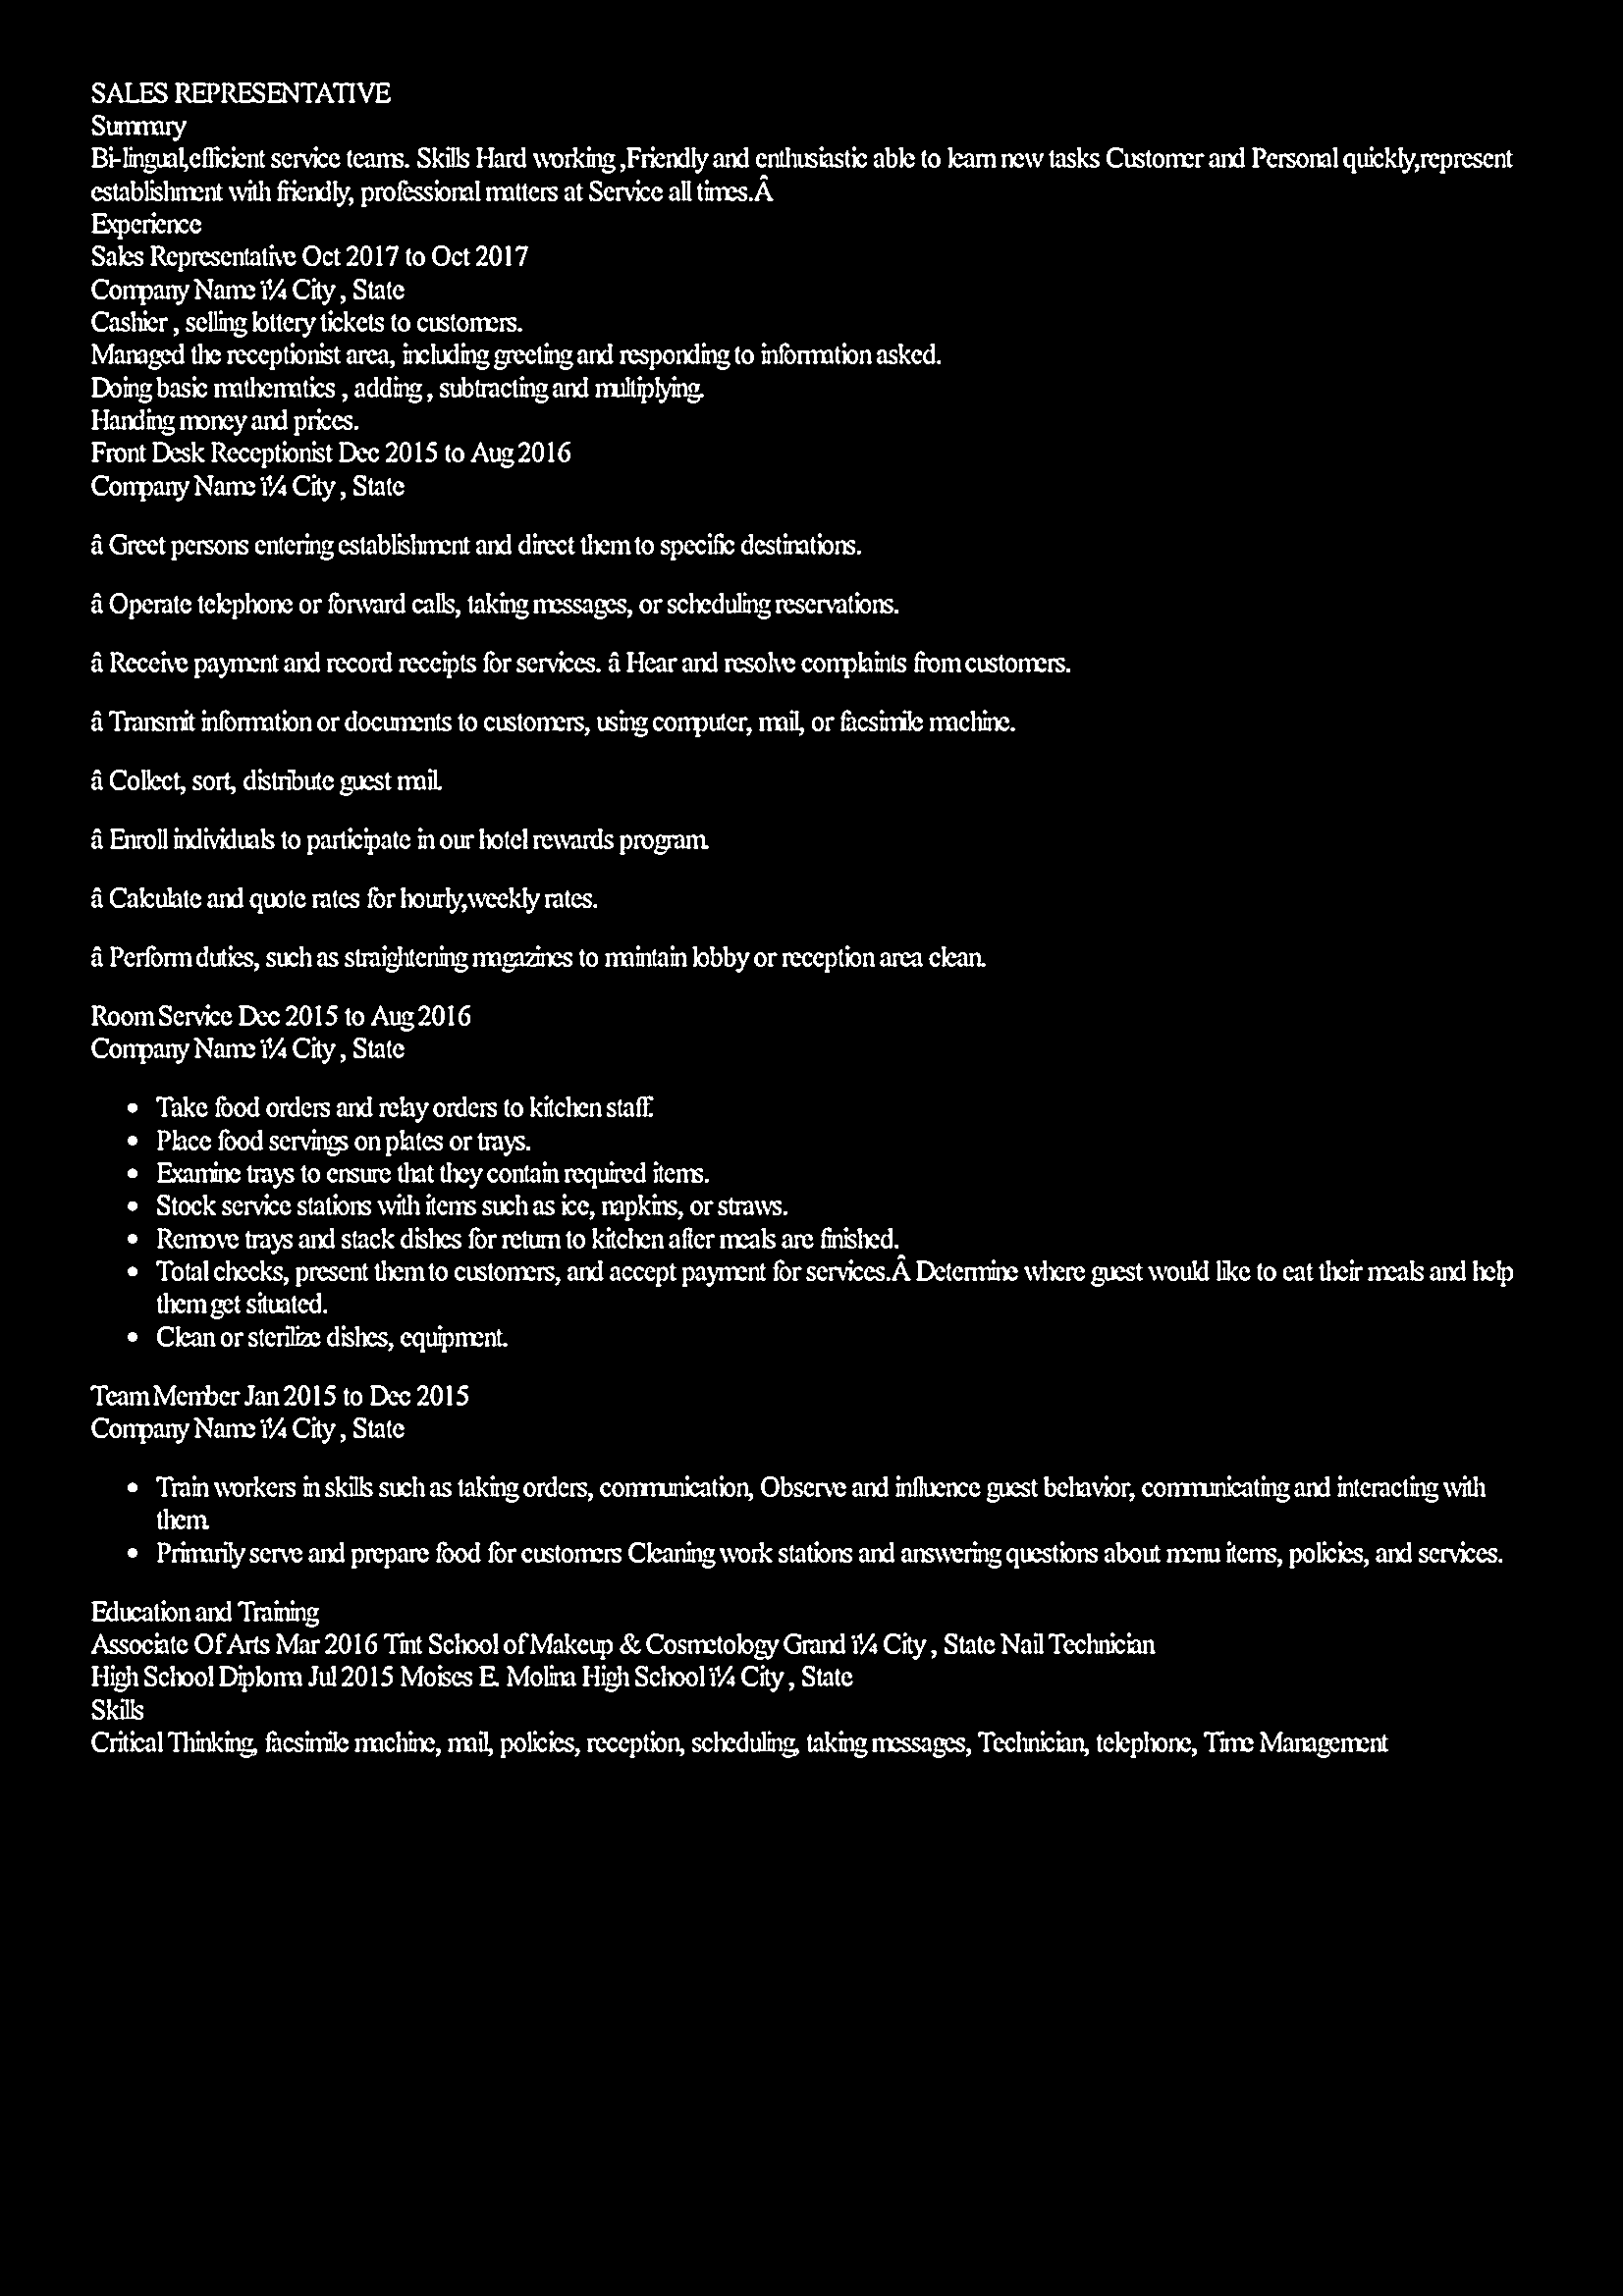 SALES REPRESENTATIVE
Summary
Bi-lingual,efficient service teams. Skills Hard working ,Friendly and enthusiastic able to learn new tasks Customer and Personal quickly,represent
establishment with friendly, professional matters at Service all times.Â
Experience
Sales Representative Oct 2017 to Oct 2017
Company Name ï¼ City , State
Cashier , selling lottery tickets to customers.
Managed the receptionist area, including greeting and responding to information asked.
Doing basic mathematics , adding , subtracting and multiplying.
Handing money and prices.
Front Desk Receptionist Dec 2015 to Aug 2016
Company Name ï¼ City , State
â Greet persons entering establishment and direct them to specific destinations.
â Operate telephone or forward calls, taking messages, or scheduling reservations.
â Receive payment and record receipts for services. â Hear and resolve complaints from customers.
â Transmit information or documents to customers, using computer, mail, or facsimile machine.
â Collect, sort, distribute guest mail.
â Enroll individuals to participate in our hotel rewards program.
â Calculate and quote rates for hourly,weekly rates.
â Perform duties, such as straightening magazines to maintain lobby or reception area clean.
Room Service Dec 2015 to Aug 2016
Company Name ï¼ City , State
• Take food orders and relay orders to kitchen staff.
• Place food servings on plates or trays.
• Examine trays to ensure that they contain required items.
• Stock service stations with items such as ice, napkins, or straws.
• Remove trays and stack dishes for return to kitchen after meals are finished.
• Total checks, present them to customers, and accept payment for services.Â Determine where guest would like to eat their meals and help
them get situated.
• Clean or sterilize dishes, equipment.
Team Member Jan 2015 to Dec 2015
Company Name ï¼ City , State
• Train workers in skills such as taking orders, communication, Observe and influence guest behavior, communicating and interacting with
them.
• Primarily serve and prepare food for customers Cleaning work stations and answering questions about menu items, policies, and services.
Education and Training
Associate Of Arts Mar 2016 Tint School of Makeup & Cosmetology Grand ï¼ City , State Nail Technician
High School Diploma Jul 2015 Moises E. Molina High School ï¼ City , State
Skills
Critical Thinking, facsimile machine, mail, policies, reception, scheduling, taking messages, Technician, telephone, Time Management